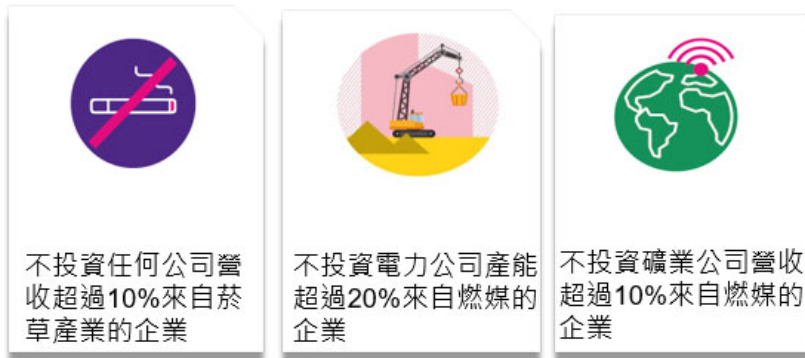 不投資任何公司營
收超過10%來自菸
草產業的企業
不投資電力公司產能
超過20%來自燃媒的
企業
不投資礦業公司營收
超過10%來自燃媒的
企業